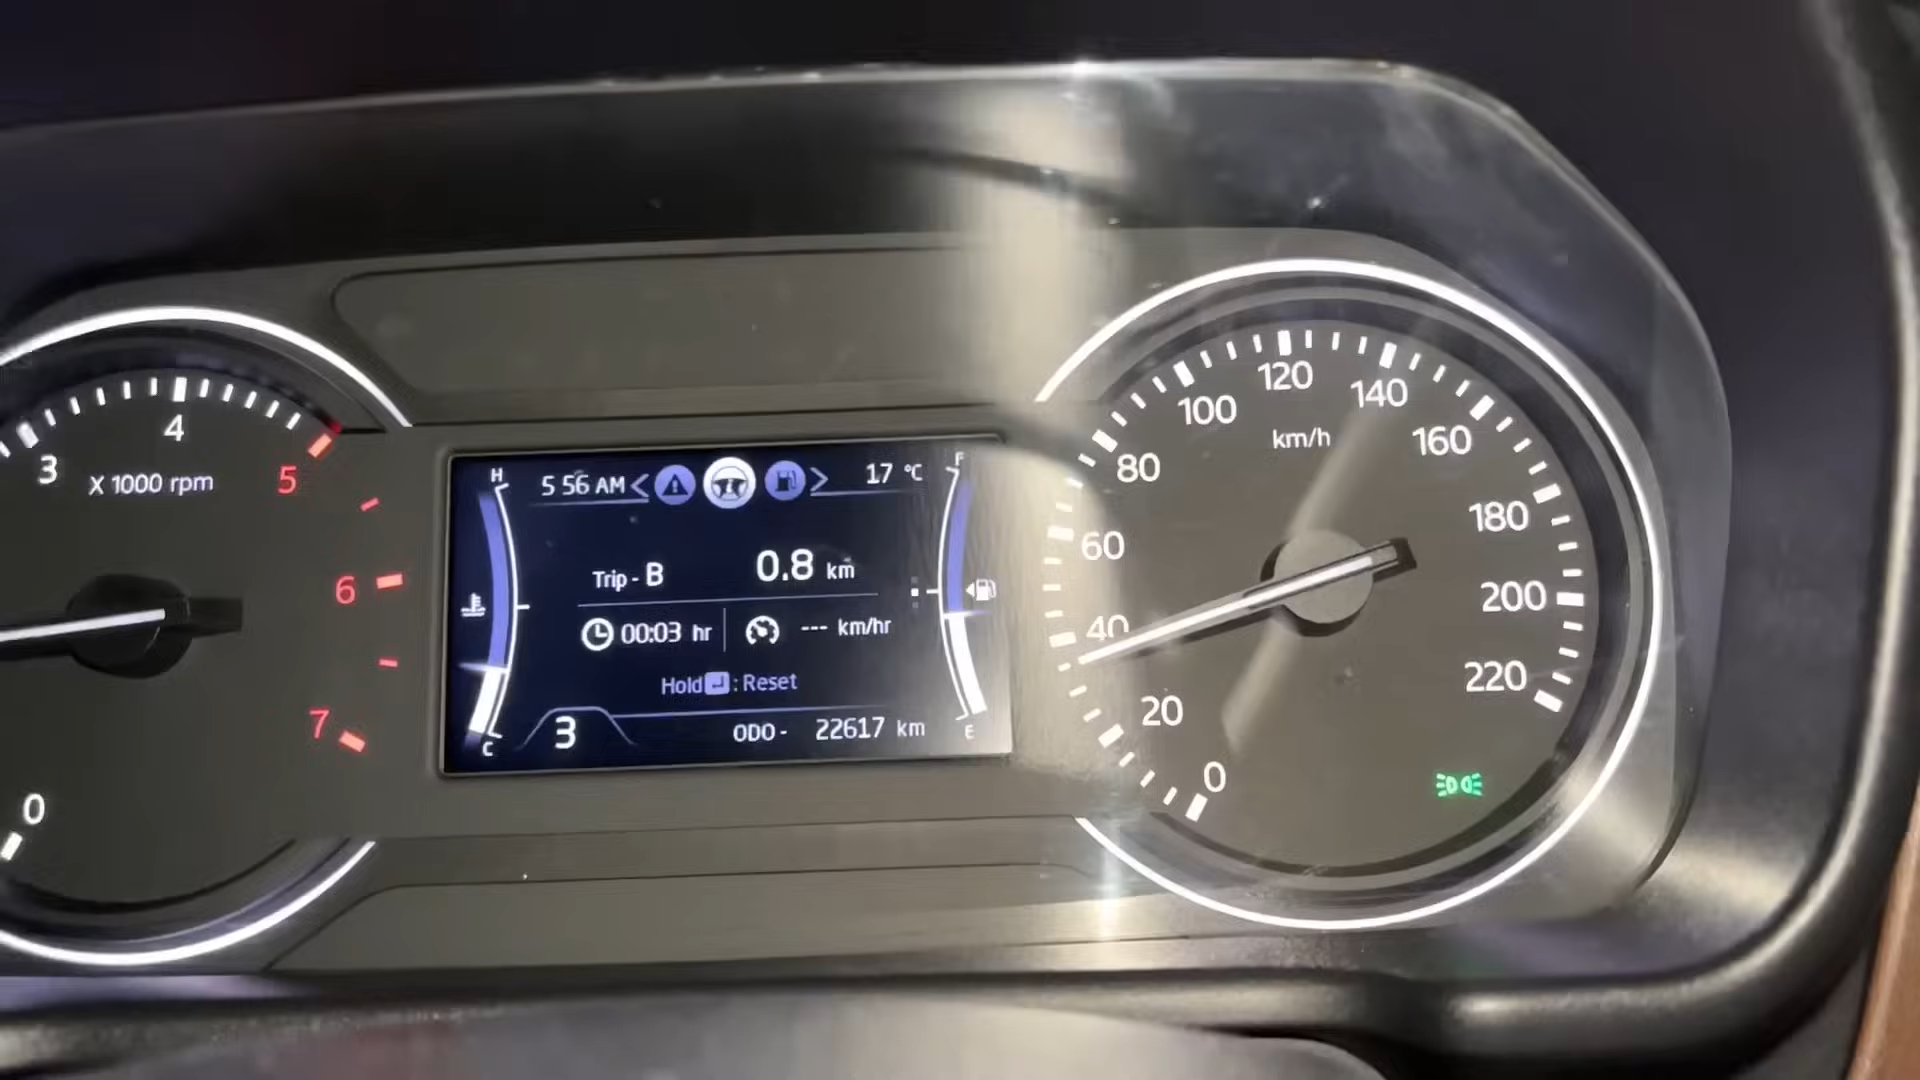 3
4
5
6
7
0
X 1000 rpm
H
5 56 AM
17 °C
F
Trip - B 0.8 km
00:03 hr --- km/hr
Hold : Reset
3 ODO - 22617 km
C
E
0
20
40
60
80
100
120
140
160
180
200
220
km/h